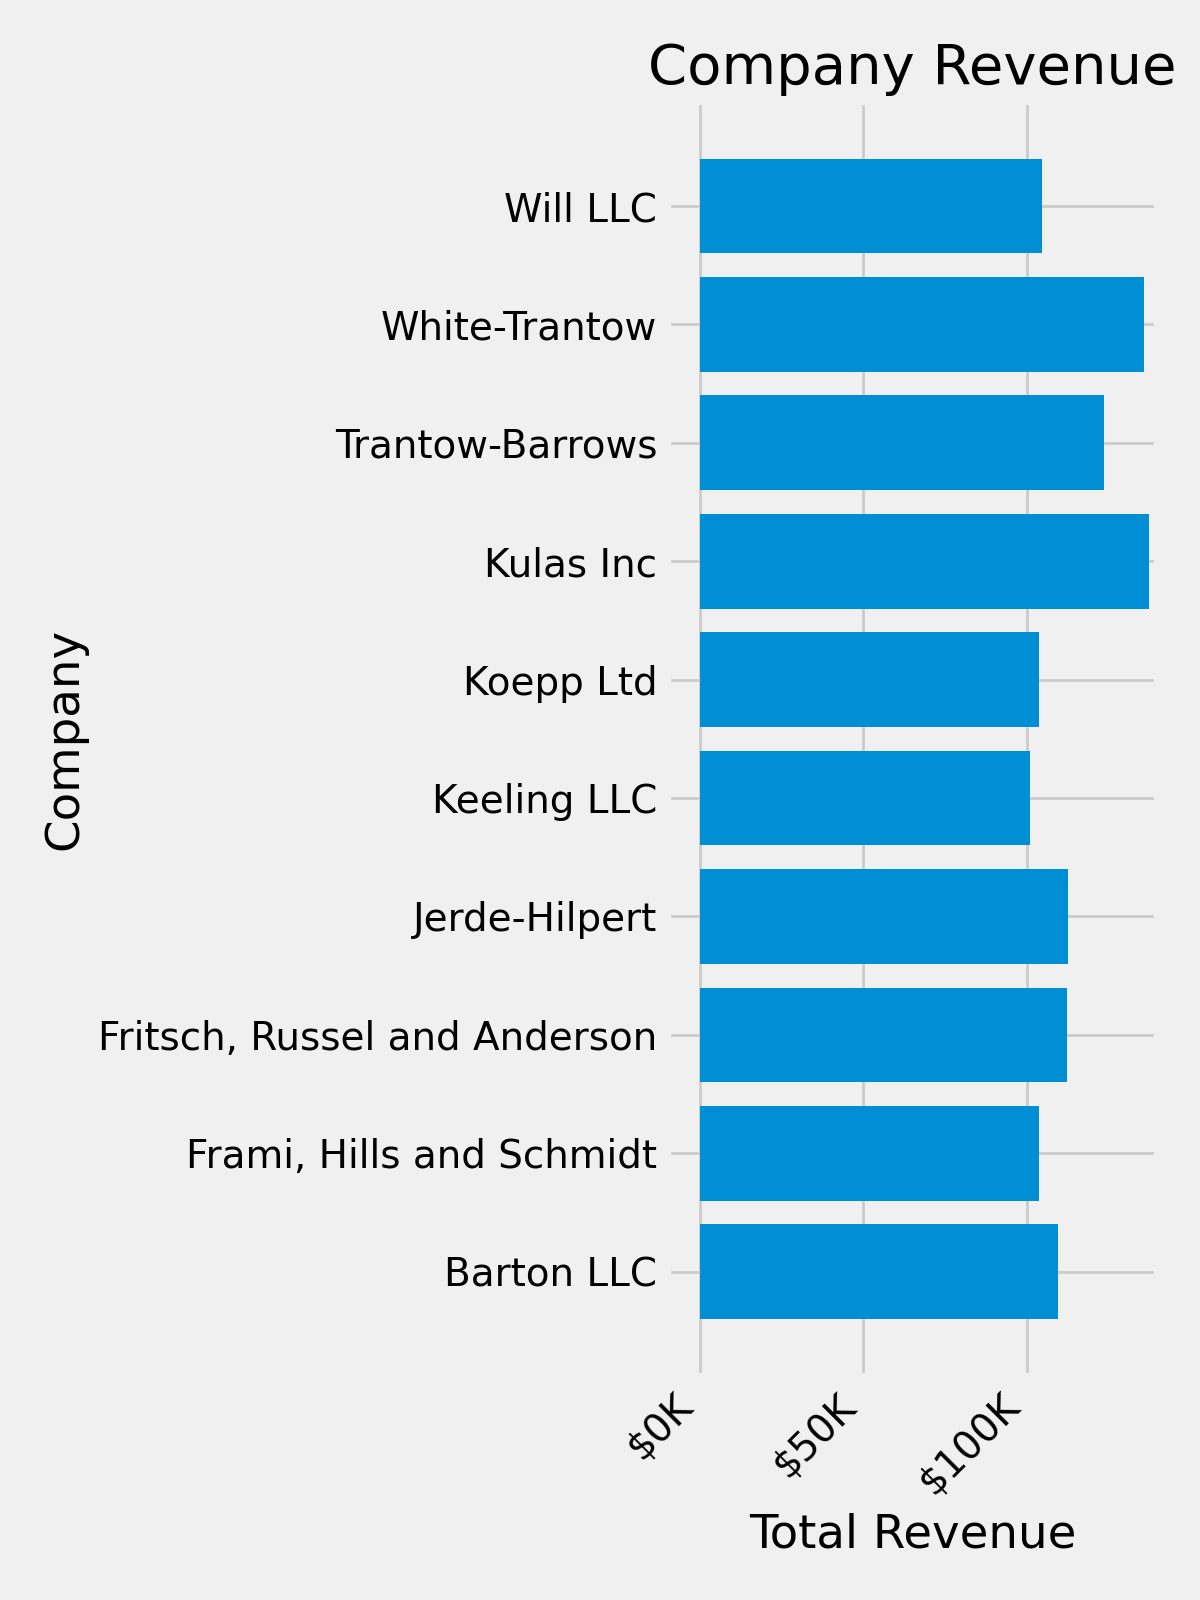 Company Revenue
Will LLC
White-Trantow
Trantow-Barrows
Kulas Inc
Koepp Ltd
Keeling LLC
Jerde-Hilpert
Fritsch, Russel and Anderson
Frami, Hills and Schmidt
Barton LLC
Company
$0K
$50K
$100K
Total Revenue